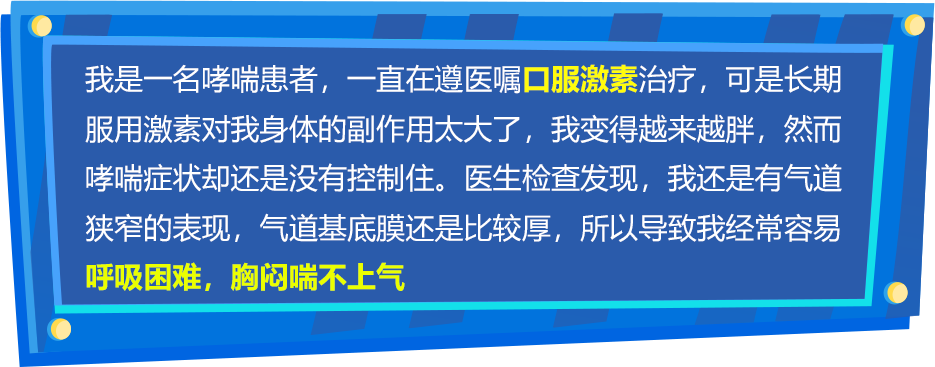 我是一名哮喘患者，一直在遵医嘱口服激素治疗，可是长期
服用激素对我身体的副作用太大了，我变得越来越胖，然而
哮喘症状却还是没有控制住。医生检查发现，我还是有气道
狭窄的表现，气道基底膜还是比较厚，所以导致我经常容易
呼吸困难，胸闷喘不上气